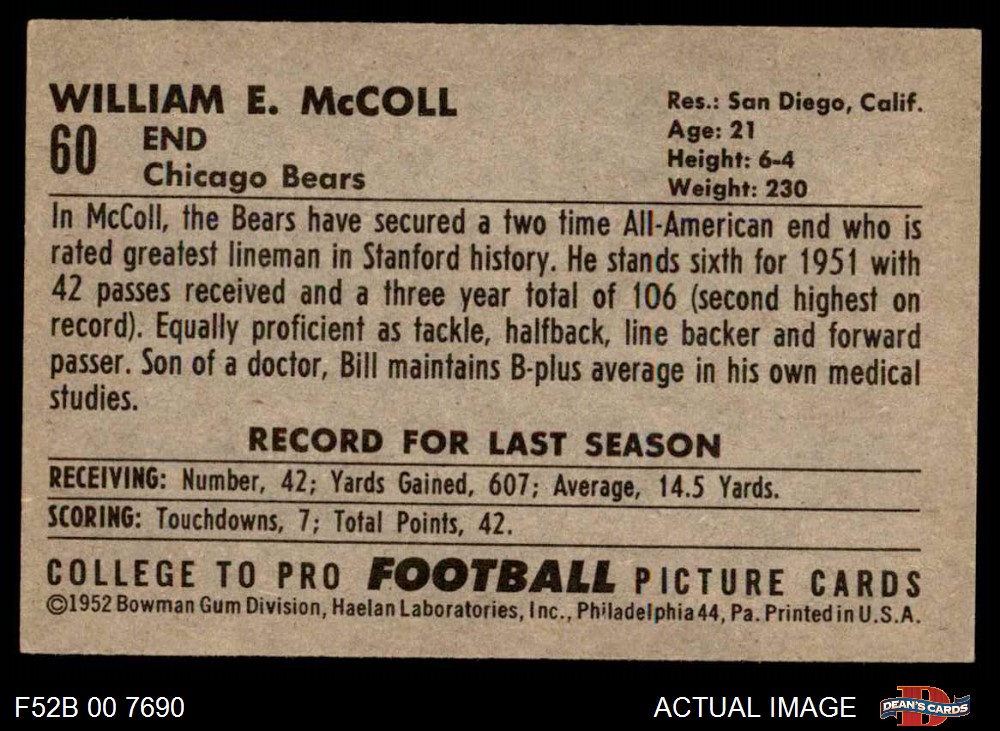 WILLIAM E. McCOLL
60 END
Chicago Bears
Res.: San Diego, Calif.
Age: 21
Height: 6-4
Weight: 230
In McColl, the Bears have secured a two time All-American end who is
rated greatest lineman in Stanford history. He stands sixth for 1951 with
42 passes received and a three year total of 106 (second highest on
record). Equally proficient as tackle, halfback, line backer and forward
passer. Son of a doctor, Bill maintains B-plus average in his own medical
studies.
RECORD FOR LAST SEASON
RECEIVING: Number, 42; Yards Gained, 607; Average, 14.5 Yards.
SCORING: Touchdowns, 7; Total Points, 42.
COLLEGE TO PRO FOOTBALL PICTURE CARDS
©1952 Bowman Gum Division, Haelan Laboratories, Inc., Philadelphia 44, Pa. Printed in U.S.A.
F52B 00 7690
ACTUAL IMAGE
D
DEAN'S CARDS